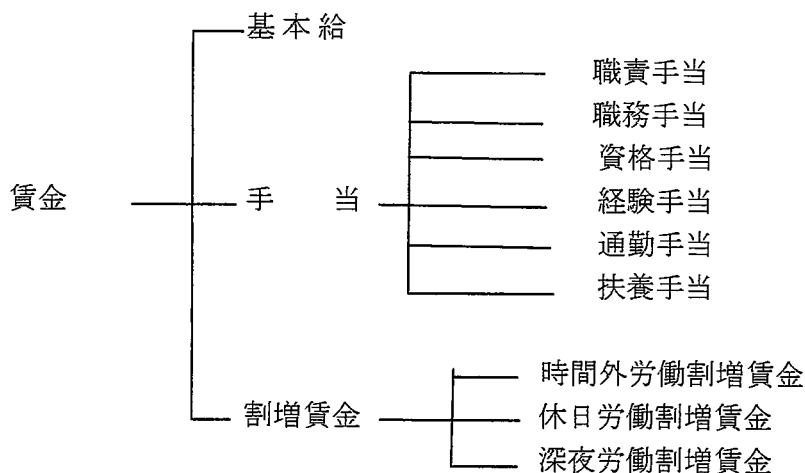 基本給
職責手当
職務手当
資格手当
賃金 手当 経験手当
通勤手当
扶養手当
時間外労働割増賃金
割増賃金 休日労働割増賃金
深夜労働割増賃金